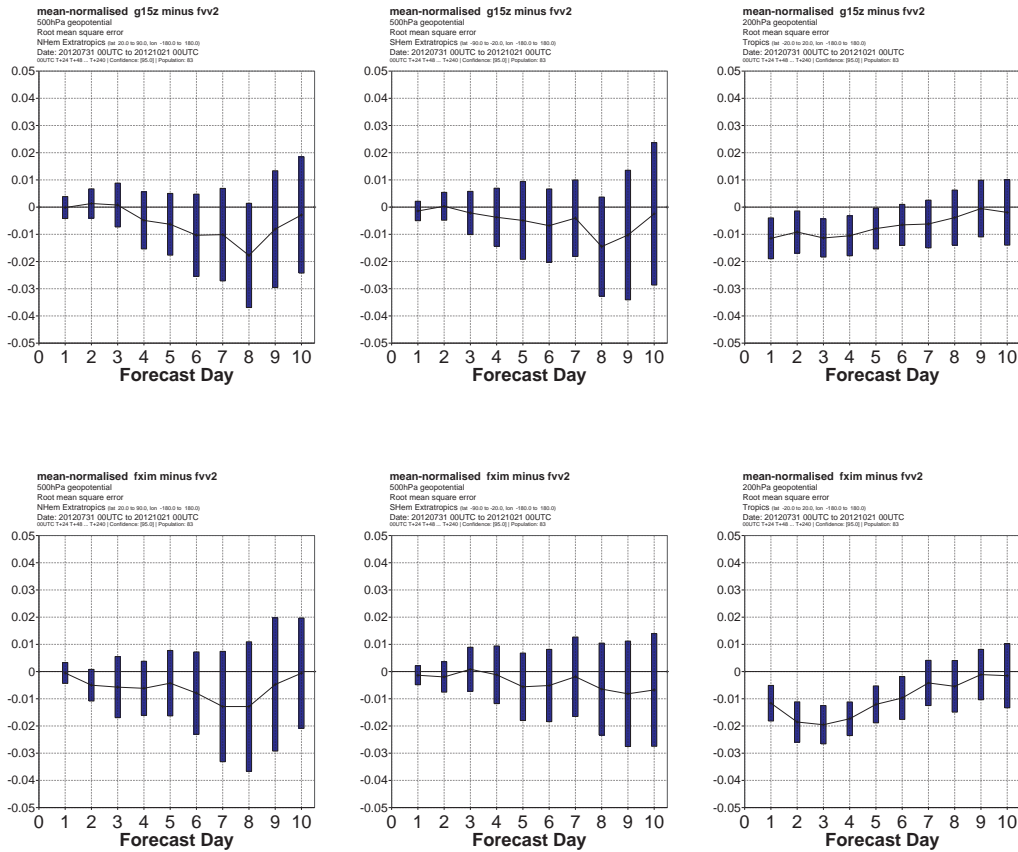 mean-normalised g15z minus fvv2
500hPa geopotential
Root mean square error
NHem Extratropics (lat 20.0 to 90.0, lon -180.0 to 180.0)
Date: 20120731 00UTC to 20121021 00UTC
00UTC T+24 T+48 ... T+240 | Confidence: [95.0] | Population: 83
0.05
0.04
0.03
0.02
0.01
0
-0.01
-0.02
-0.03
-0.04
-0.05
0 1 2 3 4 5 6 7 8 9 10
Forecast Day
mean-normalised g15z minus fvv2
500hPa geopotential
Root mean square error
SHem Extratropics (lat -90.0 to -20.0, lon -180.0 to 180.0)
Date: 20120731 00UTC to 20121021 00UTC
00UTC T+24 T+48 ... T+240 | Confidence: [95.0] | Population: 83
0.05
0.04
0.03
0.02
0.01
0
-0.01
-0.02
-0.03
-0.04
-0.05
0 1 2 3 4 5 6 7 8 9 10
Forecast Day
mean-normalised g15z minus fvv2
200hPa geopotential
Root mean square error
Tropics (lat -20.0 to 20.0, lon -180.0 to 180.0)
Date: 20120731 00UTC to 20121021 00UTC
00UTC T+24 T+48 ... T+240 | Confidence: [95.0] | Population: 83
0.05
0.04
0.03
0.02
0.01
0
-0.01
-0.02
-0.03
-0.04
-0.05
0 1 2 3 4 5 6 7 8 9 10
Forecast Day
mean-normalised fxim minus fvv2
500hPa geopotential
Root mean square error
NHem Extratropics (lat 20.0 to 90.0, lon -180.0 to 180.0)
Date: 20120731 00UTC to 20121021 00UTC
00UTC T+24 T+48 ... T+240 | Confidence: [95.0] | Population: 83
0.05
0.04
0.03
0.02
0.01
0
-0.01
-0.02
-0.03
-0.04
-0.05
0 1 2 3 4 5 6 7 8 9 10
Forecast Day
mean-normalised fxim minus fvv2
500hPa geopotential
Root mean square error
SHem Extratropics (lat -90.0 to -20.0, lon -180.0 to 180.0)
Date: 20120731 00UTC to 20121021 00UTC
00UTC T+24 T+48 ... T+240 | Confidence: [95.0] | Population: 83
0.05
0.04
0.03
0.02
0.01
0
-0.01
-0.02
-0.03
-0.04
-0.05
0 1 2 3 4 5 6 7 8 9 10
Forecast Day
mean-normalised fxim minus fvv2
200hPa geopotential
Root mean square error
Tropics (lat -20.0 to 20.0, lon -180.0 to 180.0)
Date: 20120731 00UTC to 20121021 00UTC
00UTC T+24 T+48 ... T+240 | Confidence: [95.0] | Population: 83
0.05
0.04
0.03
0.02
0.01
0
-0.01
-0.02
-0.03
-0.04
-0.05
0 1 2 3 4 5 6 7 8 9 10
Forecast Day